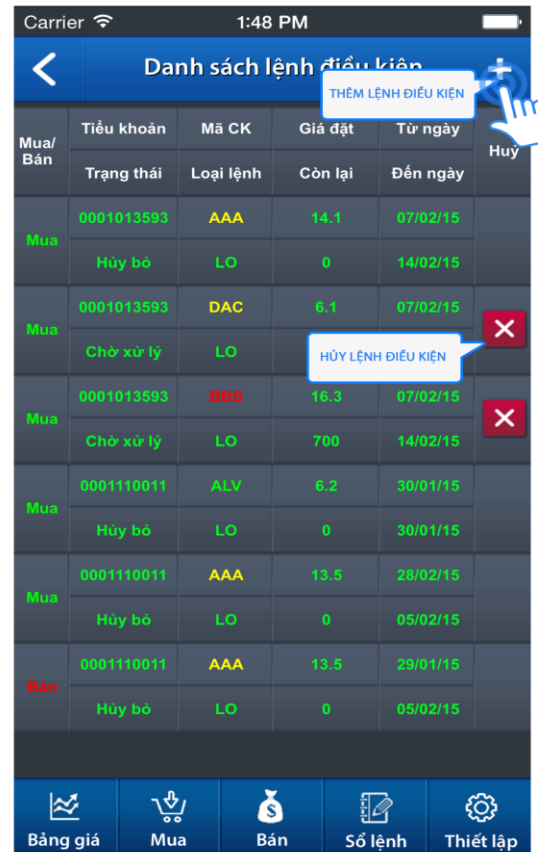 Carrier 1:48 PM
Danh sách lệnh điều kiện
THÊM LỆNH ĐIỀU KIỆN
Mua/ Bán Tiểu khoản Mã CK Giá đặt Từ ngày Huỷ
Trạng thái Loại lệnh Còn lại Đến ngày
Mua 0001013593 AAA 14.1 07/02/15
Hủy bỏ LO 0 14/02/15
Mua 0001013593 DAC 6.1 07/02/15
Chờ xử lý LO
HỦY LỆNH ĐIỀU KIỆN
Mua 0001013593 BBS 16.3 07/02/15
Chờ xử lý LO 700 14/02/15
Mua 0001110011 ALV 6.2 30/01/15
Hủy bỏ LO 0 30/01/15
Mua 0001110011 AAA 13.5 28/02/15
Hủy bỏ LO 0 05/02/15
Bán 0001110011 AAA 13.5 29/01/15
Hủy bỏ LO 0 05/02/15
Bảng giá Mua Bán Sổ lệnh Thiết lập